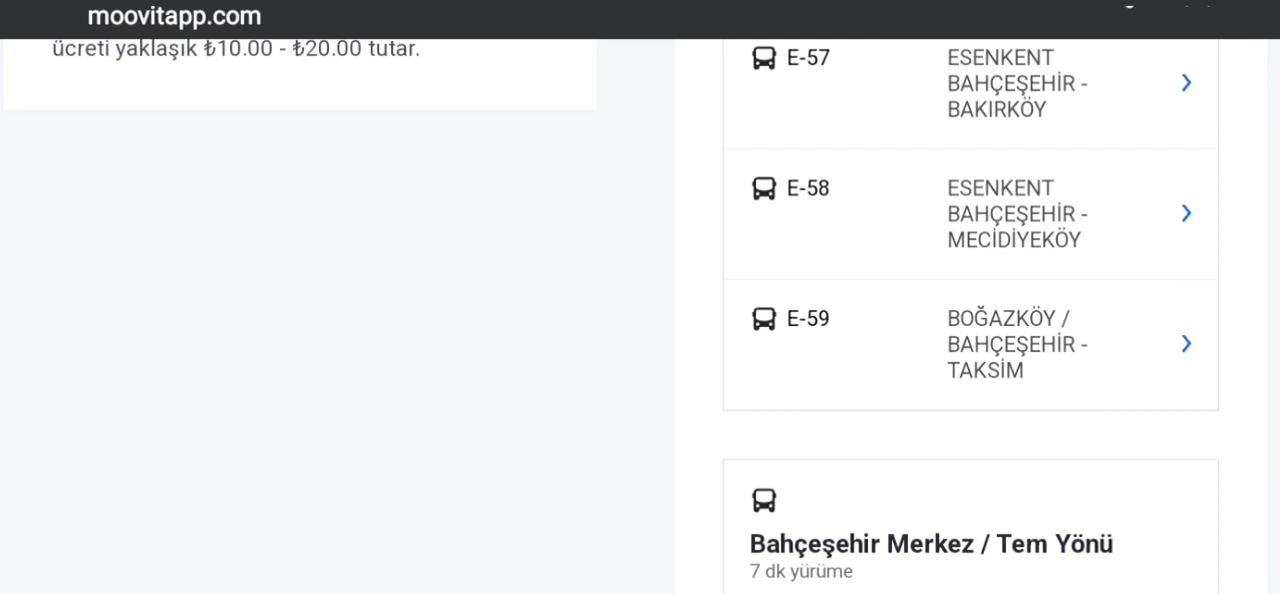 moovitapp.com
ücreti yaklaşık ₺10.00 - ₺20.00 tutar.
E-57
ESENKENT
BAHÇEŞEHİR -
BAKIRKÖY
E-58
ESENKENT
BAHÇEŞEHİR -
MECİDİYEKÖY
E-59
BOĞAZKÖY /
BAHÇEŞEHİR -
TAKSİM
Bahçeşehir Merkez / Tem Yönü
7 dk yürüme